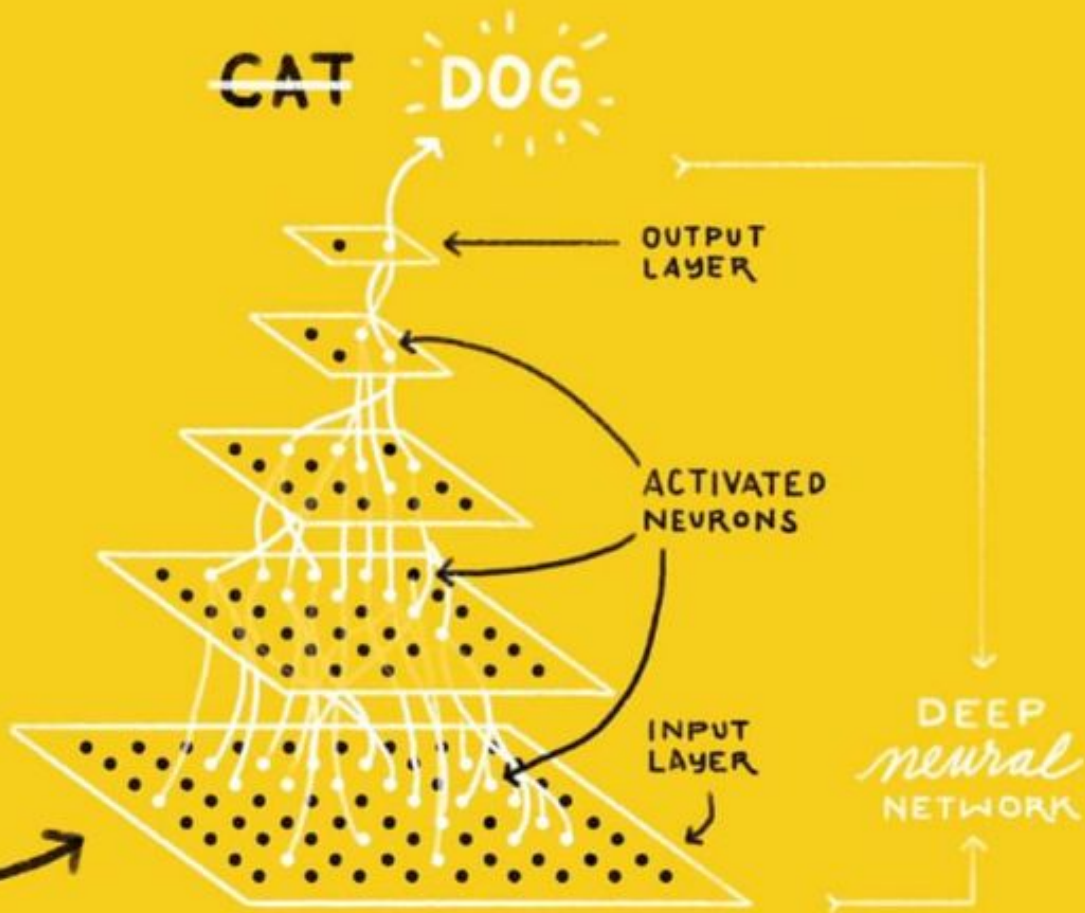 CAT DOG
OUTPUT
LAYER
ACTIVATED
NEURONS
INPUT
LAYER
DEEP
neural
NETWORK